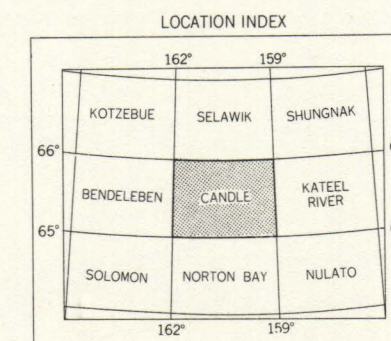 LOCATION INDEX
162° 159°
KOTZEBUE SELAWIK SHUNGNAK
66°
BENDELEBEN CANDLE KATEEL RIVER
65°
SOLOMON NORTON BAY NULATO
162° 159°